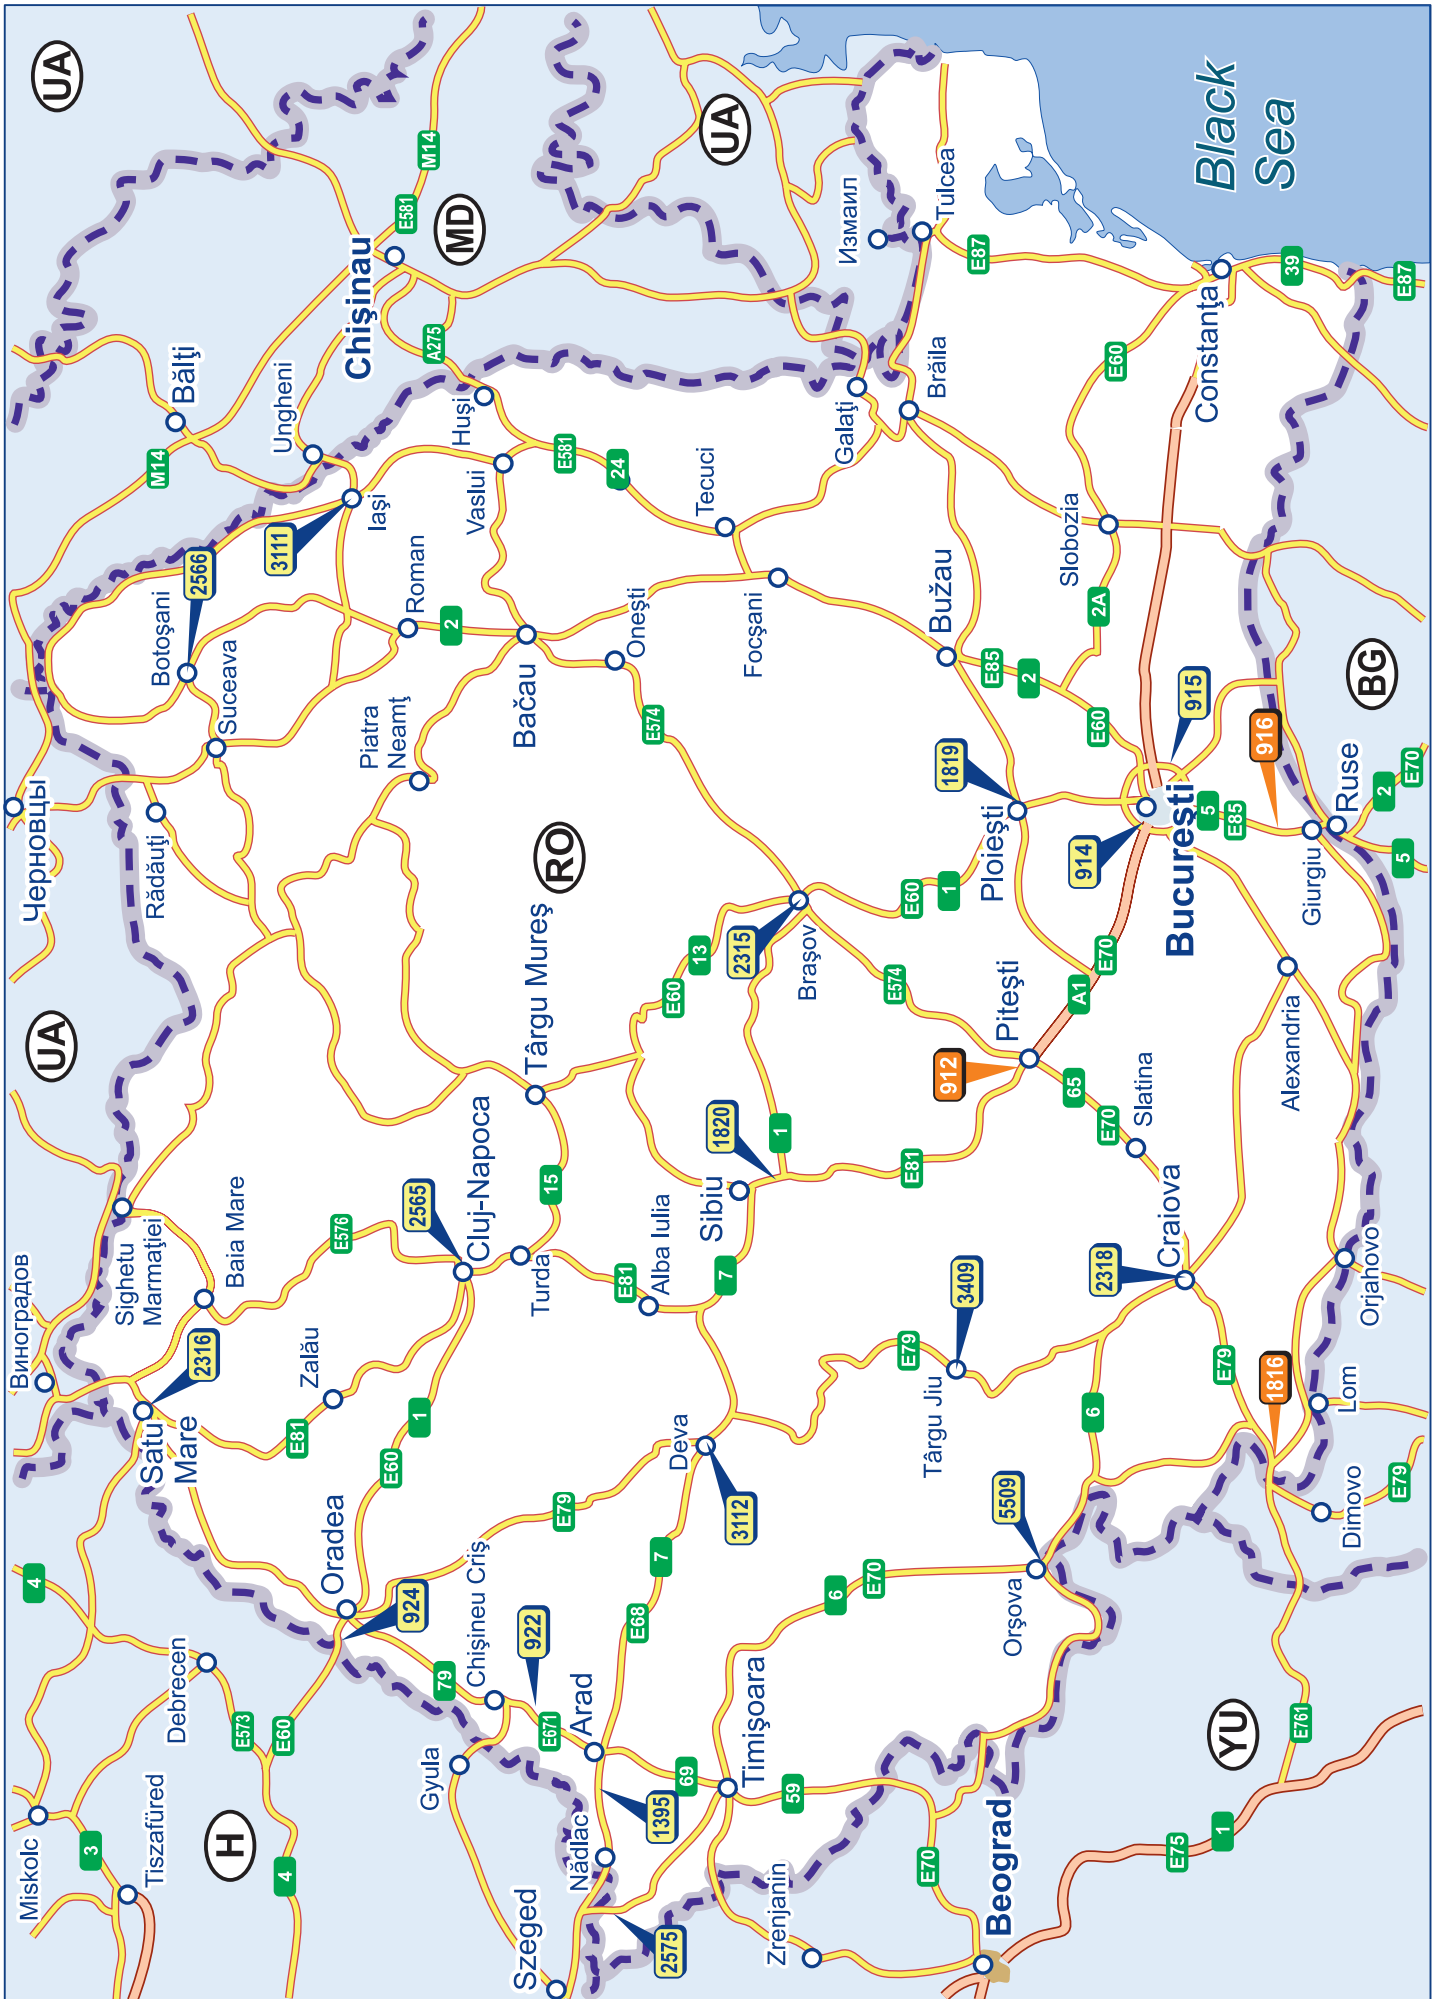 UA
M14
E581
MD
Chişinau
A275
Bălţi
Ungheni
M14
UA
Измаил
Tulcea
Black
Sea
E87
39
E87
Constanţa
E60
Brăila
Galaţi
Huşi
Vaslui
E581
24
Tecuci
Iaşi
3111
2566
Botoşani
Suceava
Roman
2
Piatra
Neamţ
Bačau
Oneşti
E574
Focşani
Bužau
E85
2
E60
2A
Slobozia
915
916
BG
Черновцы
Rădăuţi
RO
1819
Ploieşti
914
Bucureşti
5
E85
Giurgiu
Ruse
2
E70
5
UA
Târgu Mureş
E60
13
2315
Braşov
E60
1
E574
Piteşti
912
A1
E70
65
E70
Slatina
Alexandria
Виноградов
Sighetu
Marmaţiei
Baia Mare
E576
2565
Cluj-Napoca
15
Turda
E81
Alba Iulia
Sibiu
1820
1
7
E81
3409
E79
Târgu Jiu
2318
Craiova
E79
6
1816
Orjahovo
Lom
Dimovo
E79
2316
Satu
Mare
Zalău
E81
E60
1
Oradea
924
E79
Deva
3112
7
E68
5509
Orşova
6
E70
4
Debrecen
E573
E60
79
Chişineu Criş
922
E671
Arad
Gyula
69
Timişoara
59
1395
Nădlac
2575
Miskolc
3
Tiszafüred
H
4
Szeged
Zrenjanin
E70
Beograd
YU
E761
E75
1